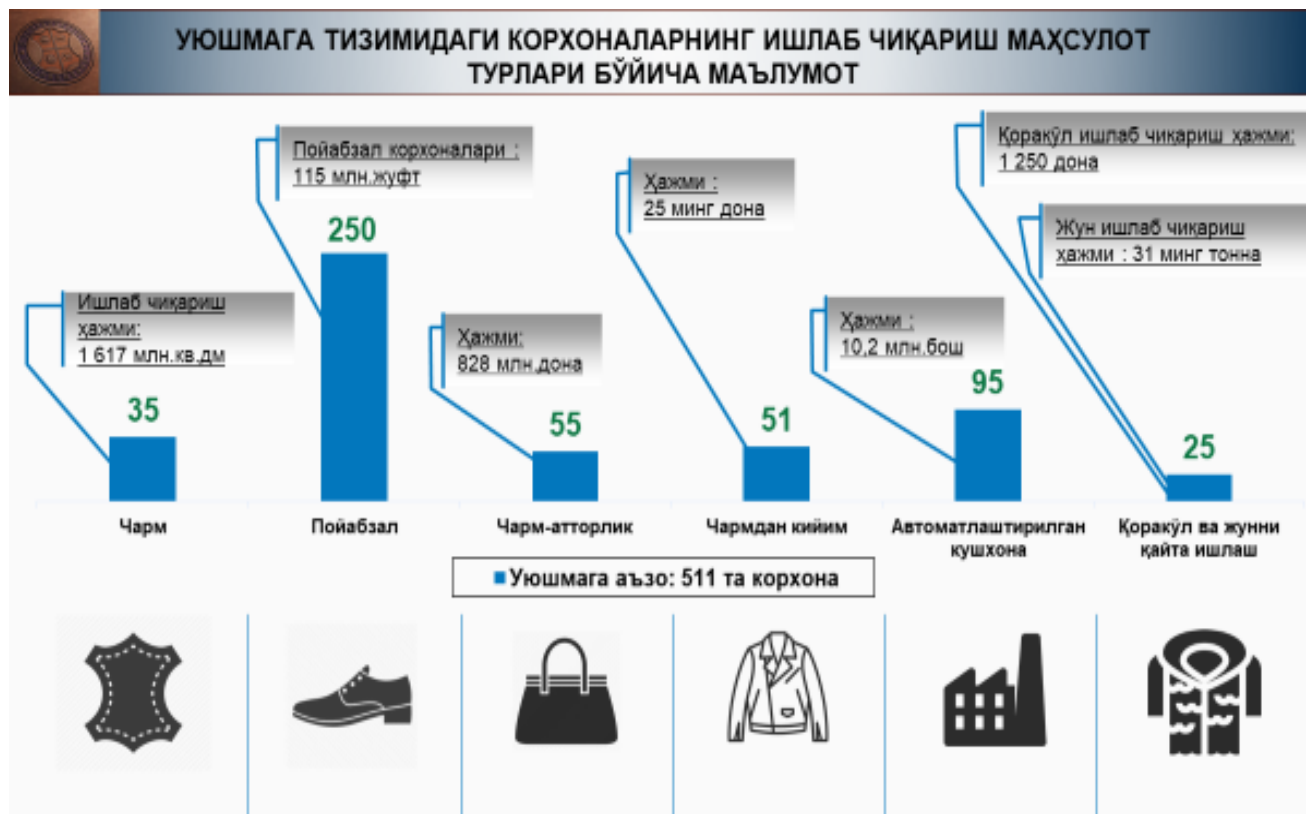 УЮШМАГА ТИЗИМИДАГИ КОРХОНАЛАРНИНГ ИШЛАБ ЧИҚАРИШ МАҲСУЛОТ
ТУРЛАРИ БЎЙИЧА МАЪЛУМОТ
Ишлаб чиқариш
ҳажми:
1 617 млн.кв.дм
35
Пойабзал корхоналари :
115 млн.жуфт
250
Ҳажми:
828 млн.дона
55
Ҳажми :
25 минг дона
51
Ҳажми :
10,2 млн.бош
95
Қоракўл ишлаб чикариш ҳажми:
1 250 дона
Жун ишлаб чиқариш
ҳажми : 31 минг тонна
25
Чарм
Пойабзал
Чарм-атторлик
Чармдан кийим
Автоматлаштирилган
кушхона
Қоракўл ва жунни
қайта ишлаш
Уюшмага аъзо: 511 та корхона